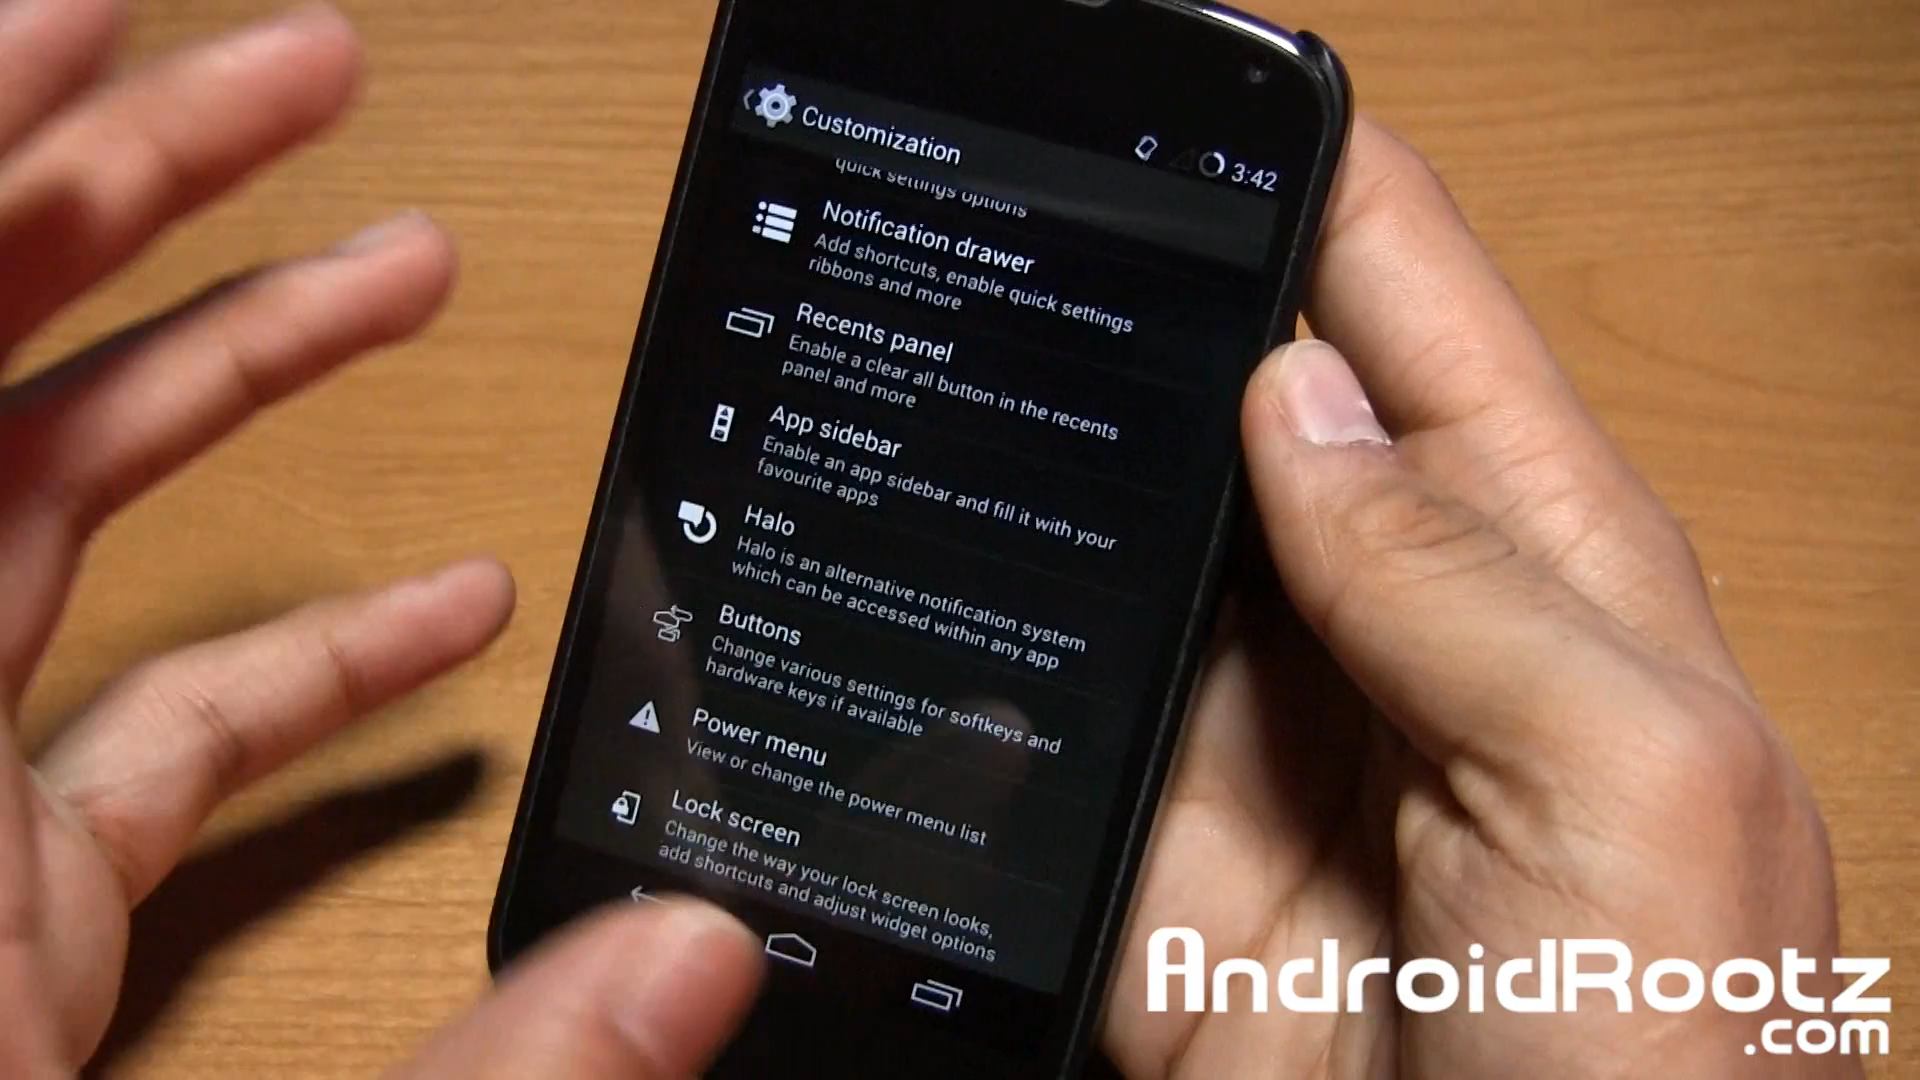 Customization
3:42
quick settings options
Notification drawer
Add shortcuts, enable quick settings
ribbons and more
Recents panel
Enable a clear all button in the recents
panel and more
App sidebar
Enable an app sidebar and fill it with your
favourite apps
Halo
Halo is an alternative notification system
which can be accessed within any app
Buttons
Change various settings for softkeys and
hardware keys if available
Power menu
View or change the power menu list
Lock screen
Change the way your lock screen looks,
add shortcuts and adjust widget options
AndroidRootz
.com